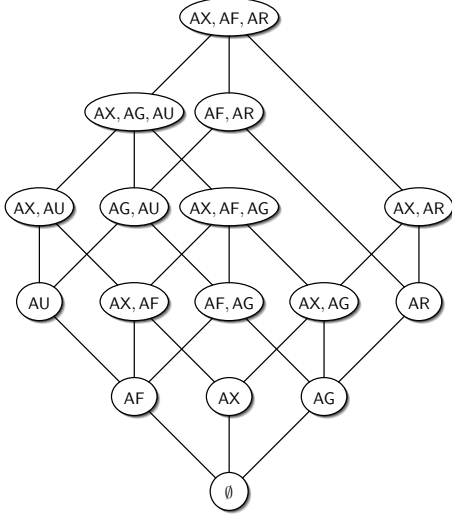 AX, AF, AR
AX, AG, AU
AF, AR
AX, AU
AG, AU
AX, AF, AG
AX, AR
AU
AX, AF
AF, AG
AX, AG
AR
AF
AX
AG
∅